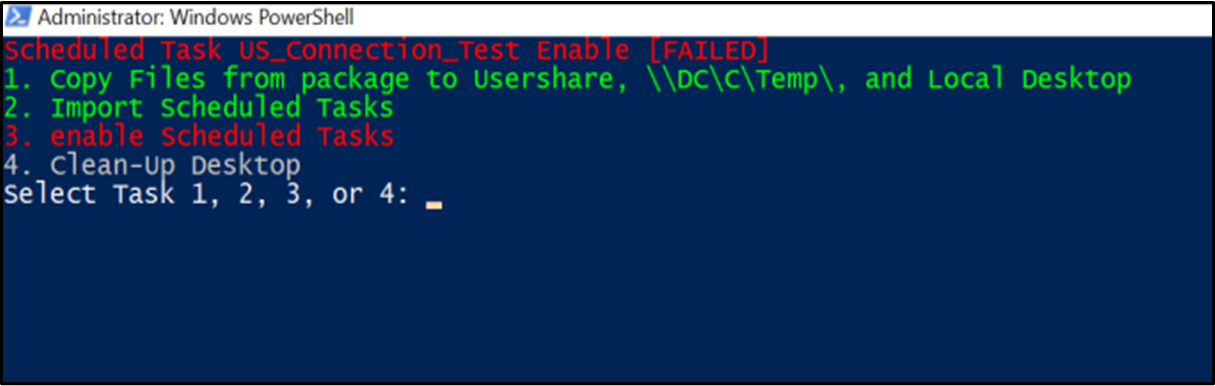 Administrator: Windows PowerShell
Scheduled Task US_Connection_Test Enable [FAILED]
1. Copy Files from package to Usershare, \\DC\C\Temp\, and Local Desktop
2. Import Scheduled Tasks
3. enable Scheduled Tasks
4. Clean-Up Desktop
Select Task 1, 2, 3, or 4: _